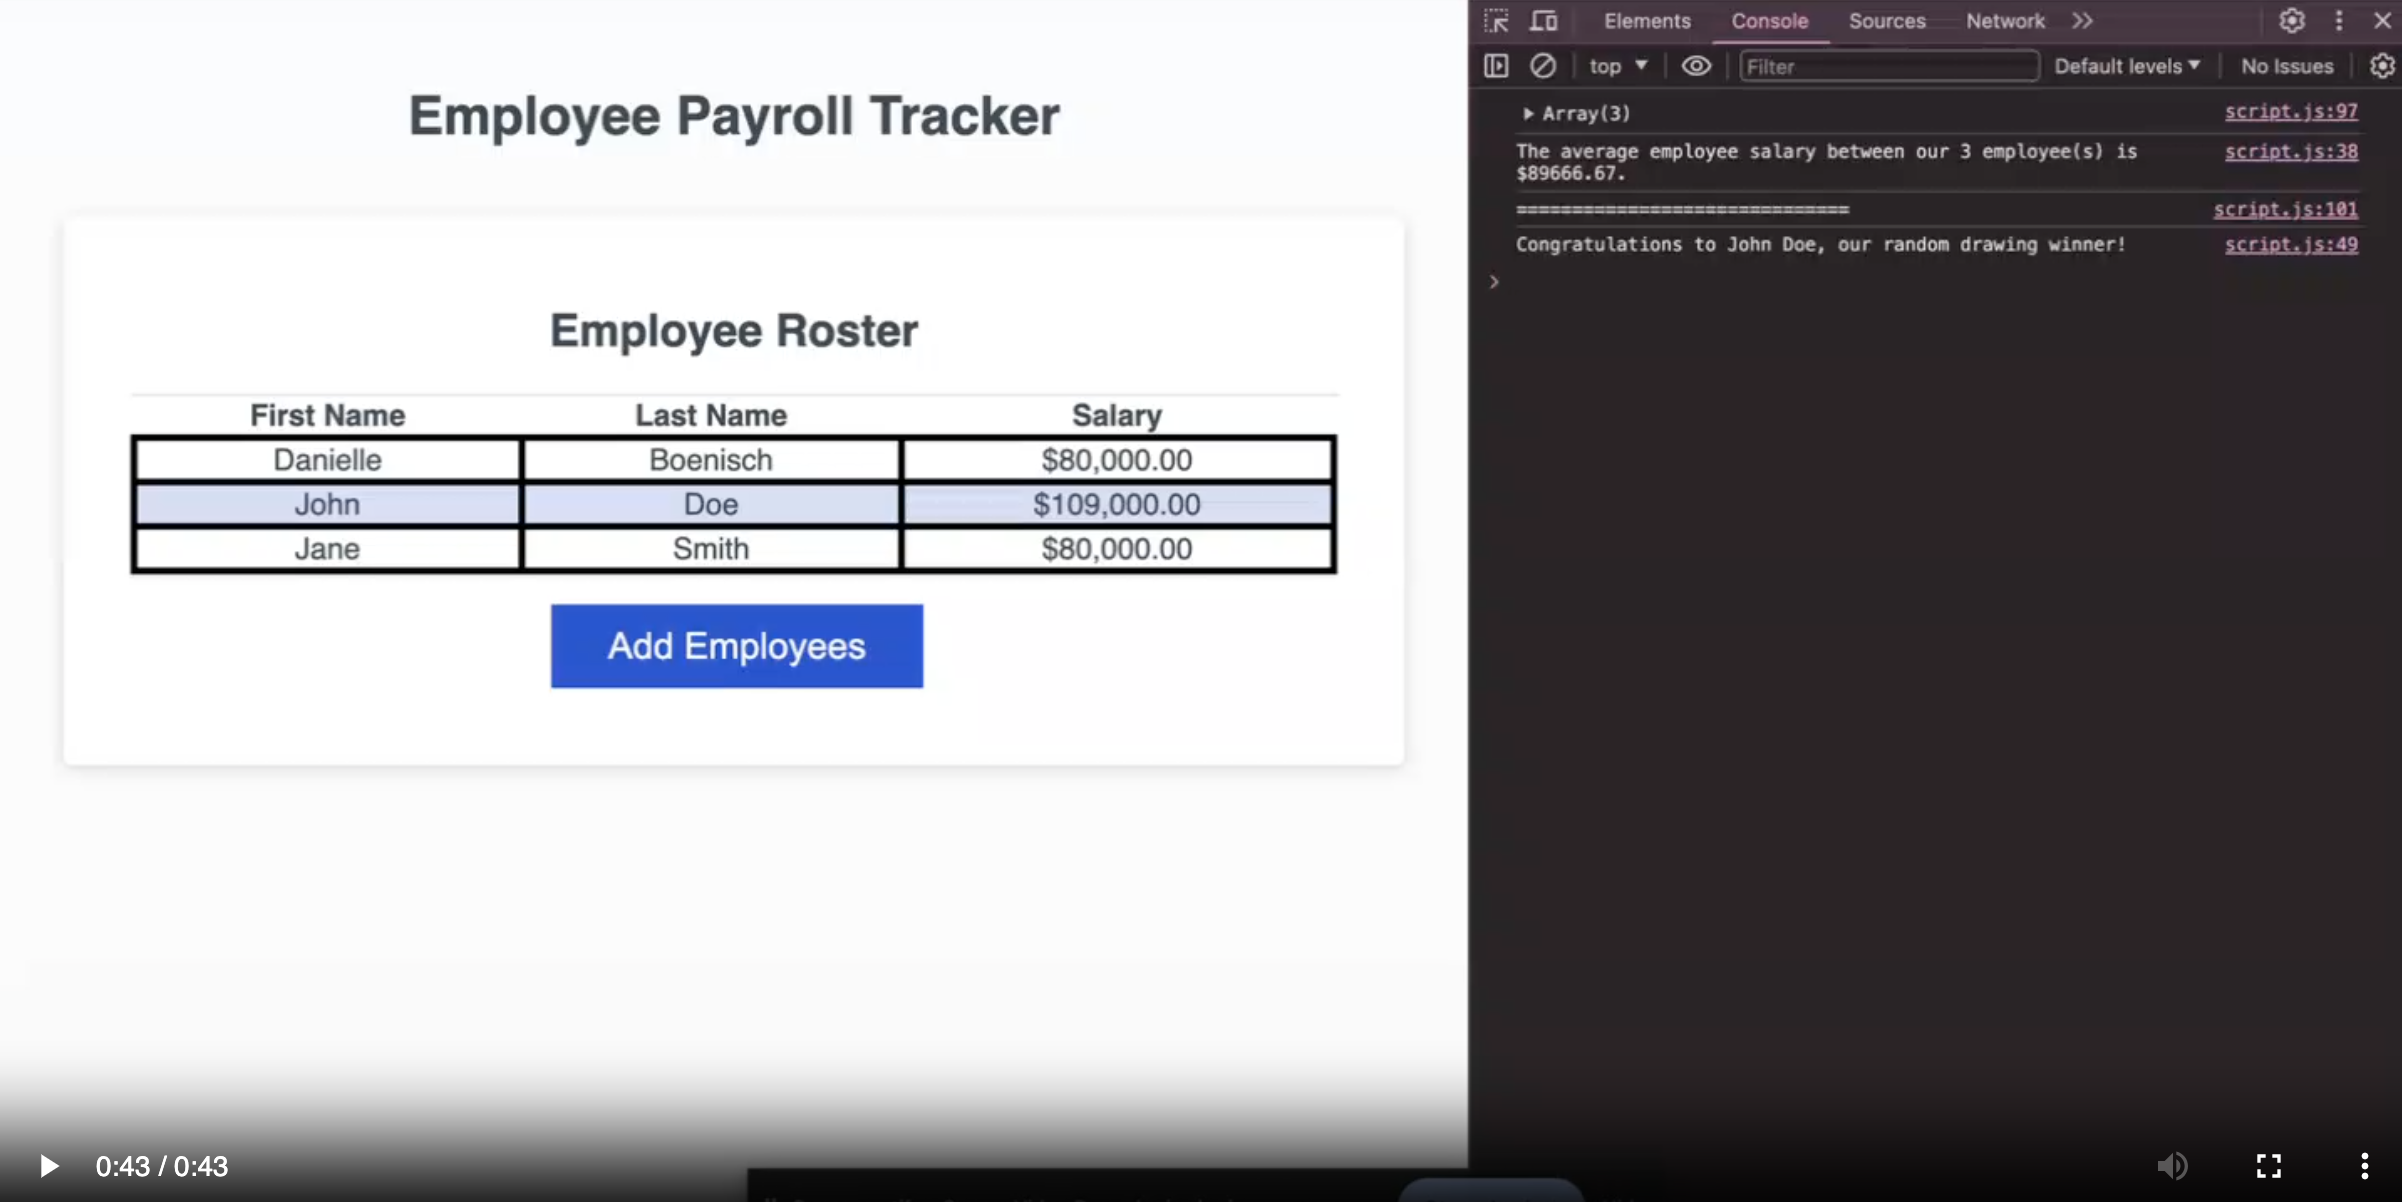 Employee Payroll Tracker
Employee Roster
First Name Last Name Salary
Danielle Boenisch $80,000.00
John Doe $109,000.00
Jane Smith $80,000.00
Add Employees
0:43 / 0:43
Elements Console Sources Network
top Filter Default levels No Issues
Array(3) script.js:97
The average employee salary between our 3 employee(s) is script.js:38
$89666.67.
============================== script.js:101
Congratulations to John Doe, our random drawing winner! script.js:49